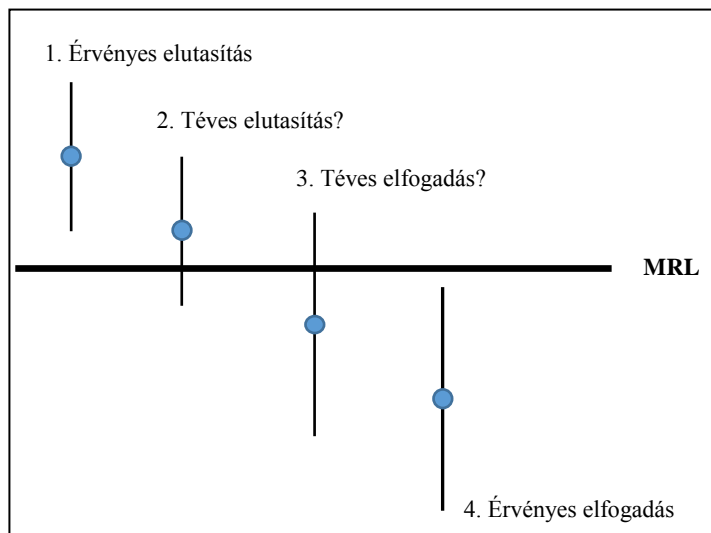 1. Érvényes elutasítás
2. Téves elutasítás?
3. Téves elfogadás?
MRL
4. Érvényes elfogadás